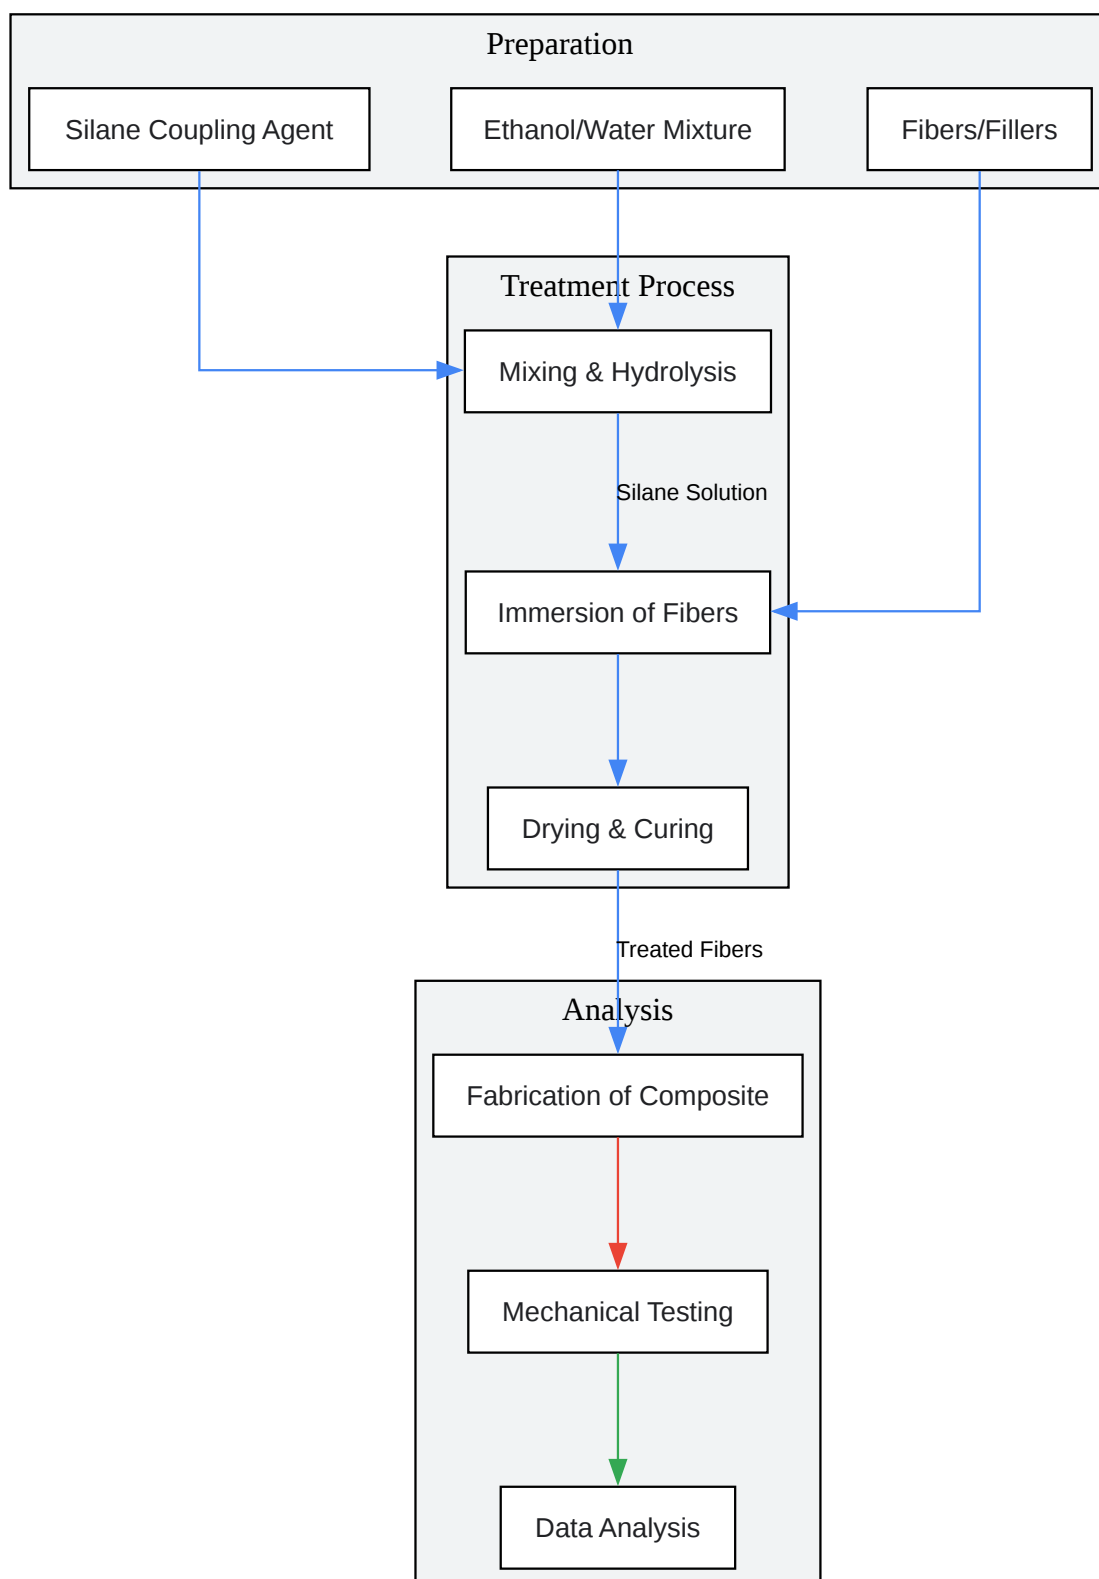 Preparation
Silane Coupling Agent
Ethanol/Water Mixture
Fibers/Fillers
Treatment Process
Mixing & Hydrolysis
Silane Solution
Immersion of Fibers
Drying & Curing
Treated Fibers
Analysis
Fabrication of Composite
Mechanical Testing
Data Analysis